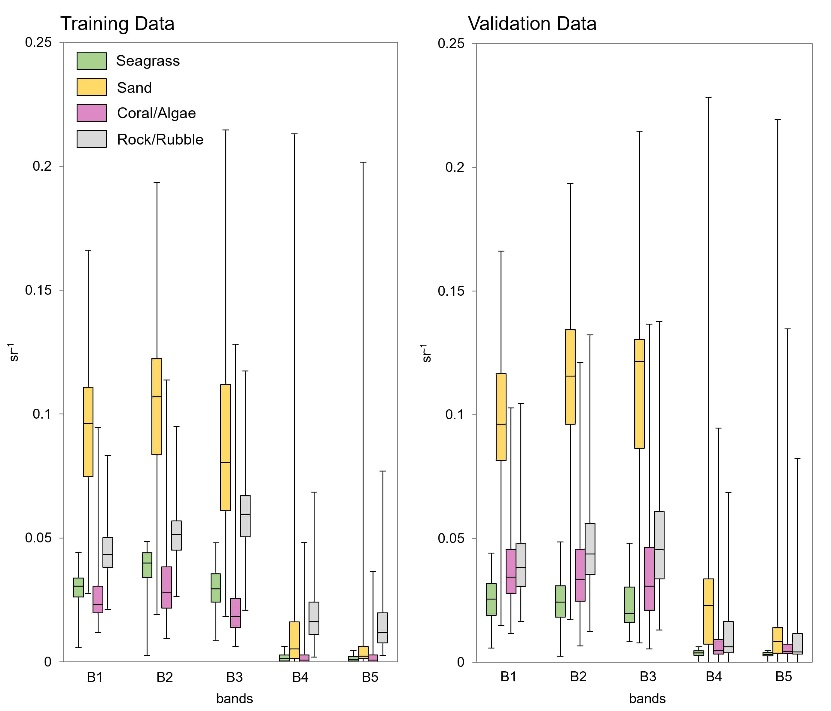 Training Data
0.25
Seagrass
Sand
Coral/Algae
Rock/Rubble
0.2
0.15
0.1
0.05
0
sr⁻¹
B1 B2 B3 B4 B5
bands
Validation Data
0.25
0.2
0.15
0.1
0.05
0
sr⁻¹
B1 B2 B3 B4 B5
bands